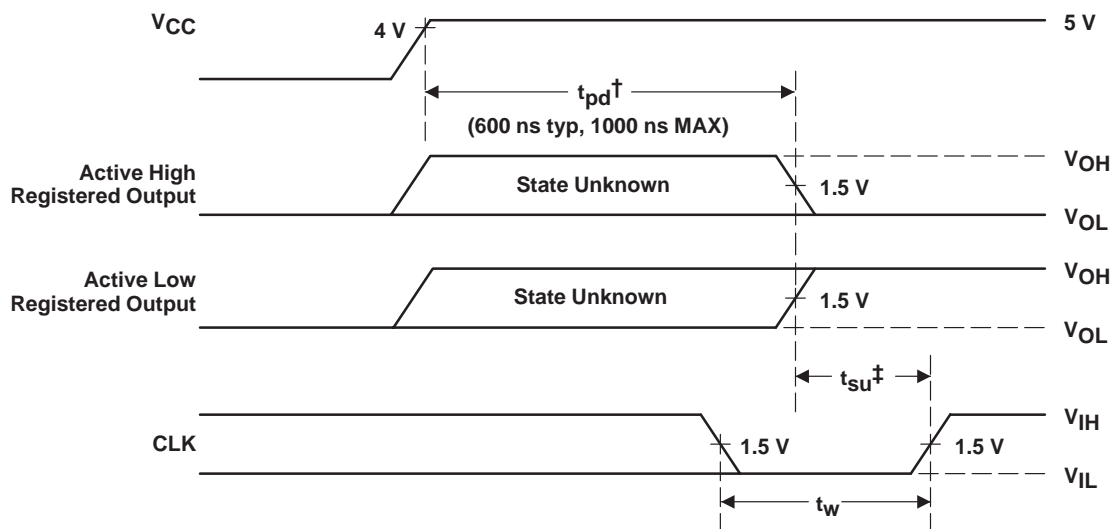 VCC
4 V
5 V
tpd†
(600 ns typ, 1000 ns MAX)
Active High
Registered Output
State Unknown
1.5 V
VOH
VOL
Active Low
Registered Output
State Unknown
1.5 V
VOH
VOL
tsu‡
CLK
1.5 V
1.5 V
VIH
VIL
tw